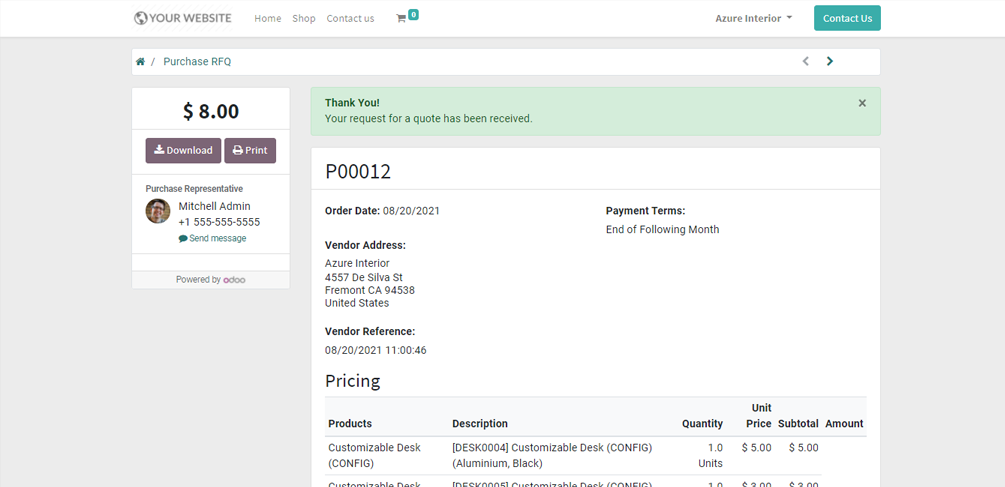 YOUR WEBSITE
Home
Shop
Contact us
0
Azure Interior
Contact Us
/ Purchase RFQ
$ 8.00
Download
Print
Purchase Representative
Mitchell Admin
+1 555-555-5555
Send message
Powered by odoo
Thank You!
×
Your request for a quote has been received.
P00012
Order Date: 08/20/2021
Payment Terms:
End of Following Month
Vendor Address:
Azure Interior
4557 De Silva St
Fremont CA 94538
United States
Vendor Reference:
08/20/2021 11:00:46
Pricing
Products Description Quantity Unit Price Subtotal Amount
Customizable Desk (CONFIG) [DESK0004] Customizable Desk (CONFIG) (Aluminium, Black) 1.0 Units $ 5.00 $ 5.00
Customizable Desk [DESK0005] Customizable Desk (CONFIG) 1.0 $ 3.00 $ 3.00